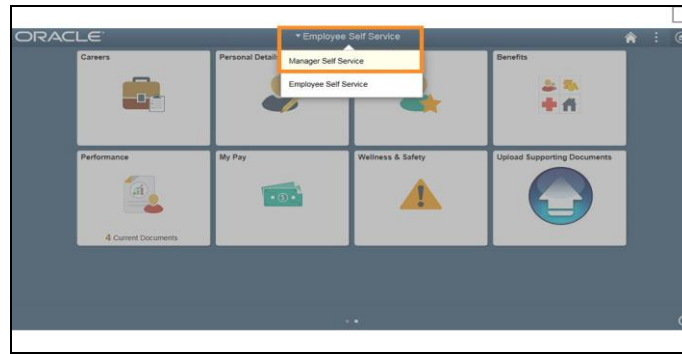 ORACLE
Employee Self Service
Careers
Personal Details
Manager Self Service
Employee Self Service
Benefits
Performance
My Pay
Wellness & Safety
Upload Supporting Documents
4 Current Documents